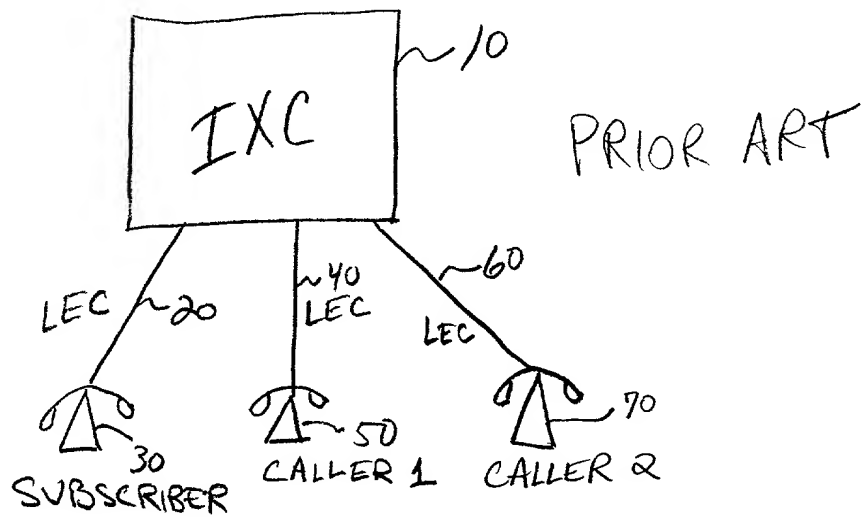 10
IXC
PRIOR ART
60
40
LEC 20
LEC
LEC
70
50
30
CALLER 1
CALLER 2
SUBSCRIBER